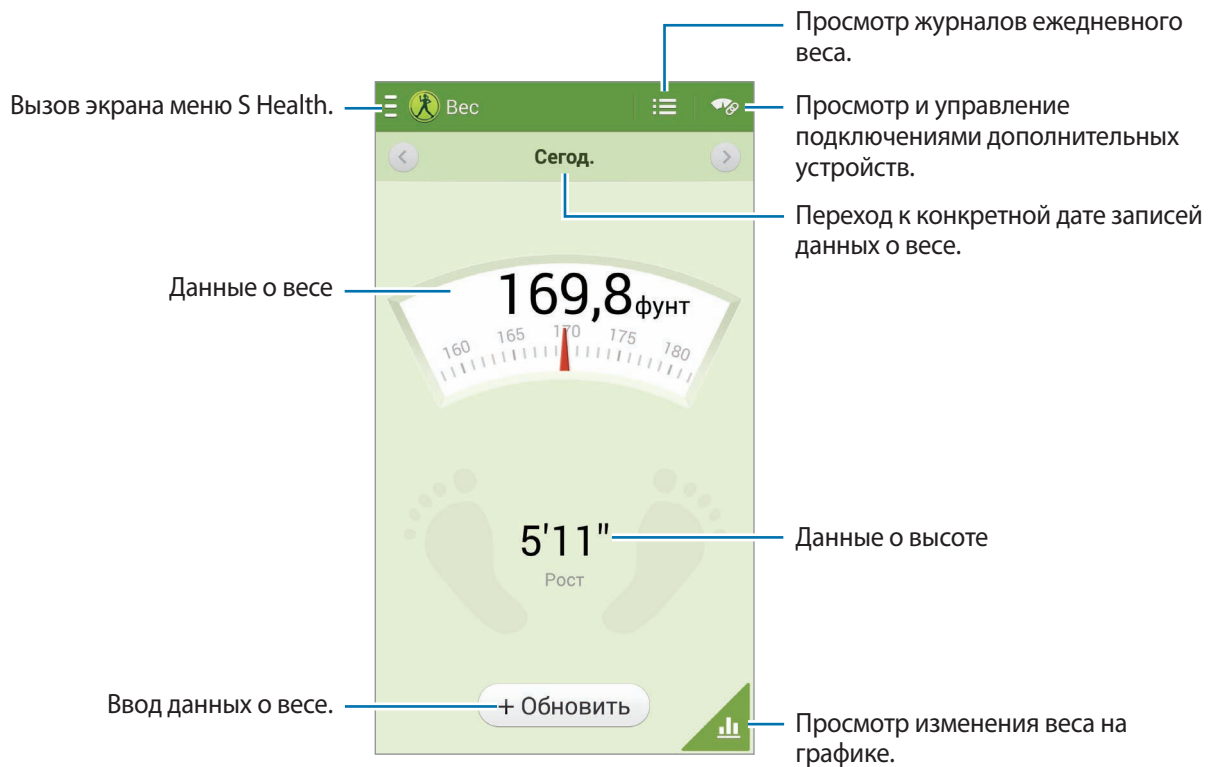 Просмотр журналов ежедневного
веса.
Вызов экрана меню S Health.
Вес
Просмотр и управление
подключениями дополнительных
устройств.
Сегод.
Переход к конкретной дате записей
данных о весе.
Данные о весе
169,8фунт
160 165 170 175 180
5'11"
Данные о высоте
Рост
Ввод данных о весе.
+ Обновить
Просмотр изменения веса на
графике.